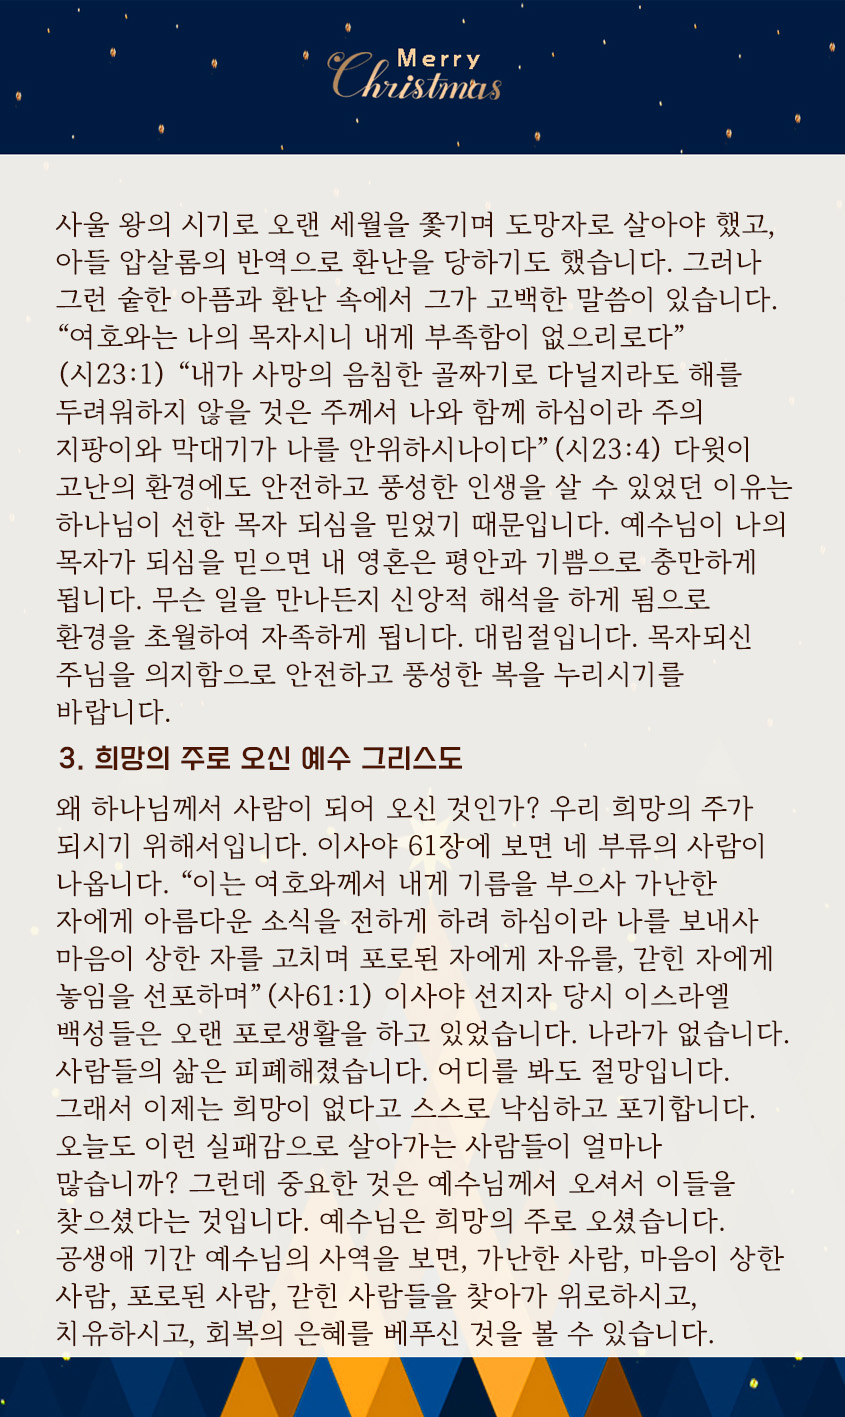 Merry
Christmas
사울 왕의 시기로 오랜 세월을 쫓기며 도망자로 살아야 했고,
아들 압살롬의 반역으로 환난을 당하기도 했습니다. 그러나
그런 숱한 아픔과 환난 속에서 그가 고백한 말씀이 있습니다.
“여호와는 나의 목자시니 내게 부족함이 없으리로다”
(시23:1) “내가 사망의 음침한 골짜기로 다닐지라도 해를
두려워하지 않을 것은 주께서 나와 함께 하심이라 주의
지팡이와 막대기가 나를 안위하시나이다”(시23:4) 다윗이
고난의 환경에도 안전하고 풍성한 인생을 살 수 있었던 이유는
하나님이 선한 목자 되심을 믿었기 때문입니다. 예수님이 나의
목자가 되심을 믿으면 내 영혼은 평안과 기쁨으로 충만하게
됩니다. 무슨 일을 만나든지 신앙적 해석을 하게 됨으로
환경을 초월하여 자족하게 됩니다. 대림절입니다. 목자되신
주님을 의지함으로 안전하고 풍성한 복을 누리시기를
바랍니다.
3. 희망의 주로 오신 예수 그리스도
왜 하나님께서 사람이 되어 오신 것인가? 우리 희망의 주가
되시기 위해서입니다. 이사야 61장에 보면 네 부류의 사람이
나옵니다. “이는 여호와께서 내게 기름을 부으사 가난한
자에게 아름다운 소식을 전하게 하려 하심이라 나를 보내사
마음이 상한 자를 고치며 포로된 자에게 자유를, 갇힌 자에게
놓임을 선포하며”(사61:1) 이사야 선지자 당시 이스라엘
백성들은 오랜 포로생활을 하고 있었습니다. 나라가 없습니다.
사람들의 삶은 피폐해졌습니다. 어디를 봐도 절망입니다.
그래서 이제는 희망이 없다고 스스로 낙심하고 포기합니다.
오늘도 이런 실패감으로 살아가는 사람들이 얼마나
많습니까? 그런데 중요한 것은 예수님께서 오셔서 이들을
찾으셨다는 것입니다. 예수님은 희망의 주로 오셨습니다.
공생애 기간 예수님의 사역을 보면, 가난한 사람, 마음이 상한
사람, 포로된 사람, 갇힌 사람들을 찾아가 위로하시고,
치유하시고, 회복의 은혜를 베푸신 것을 볼 수 있습니다.